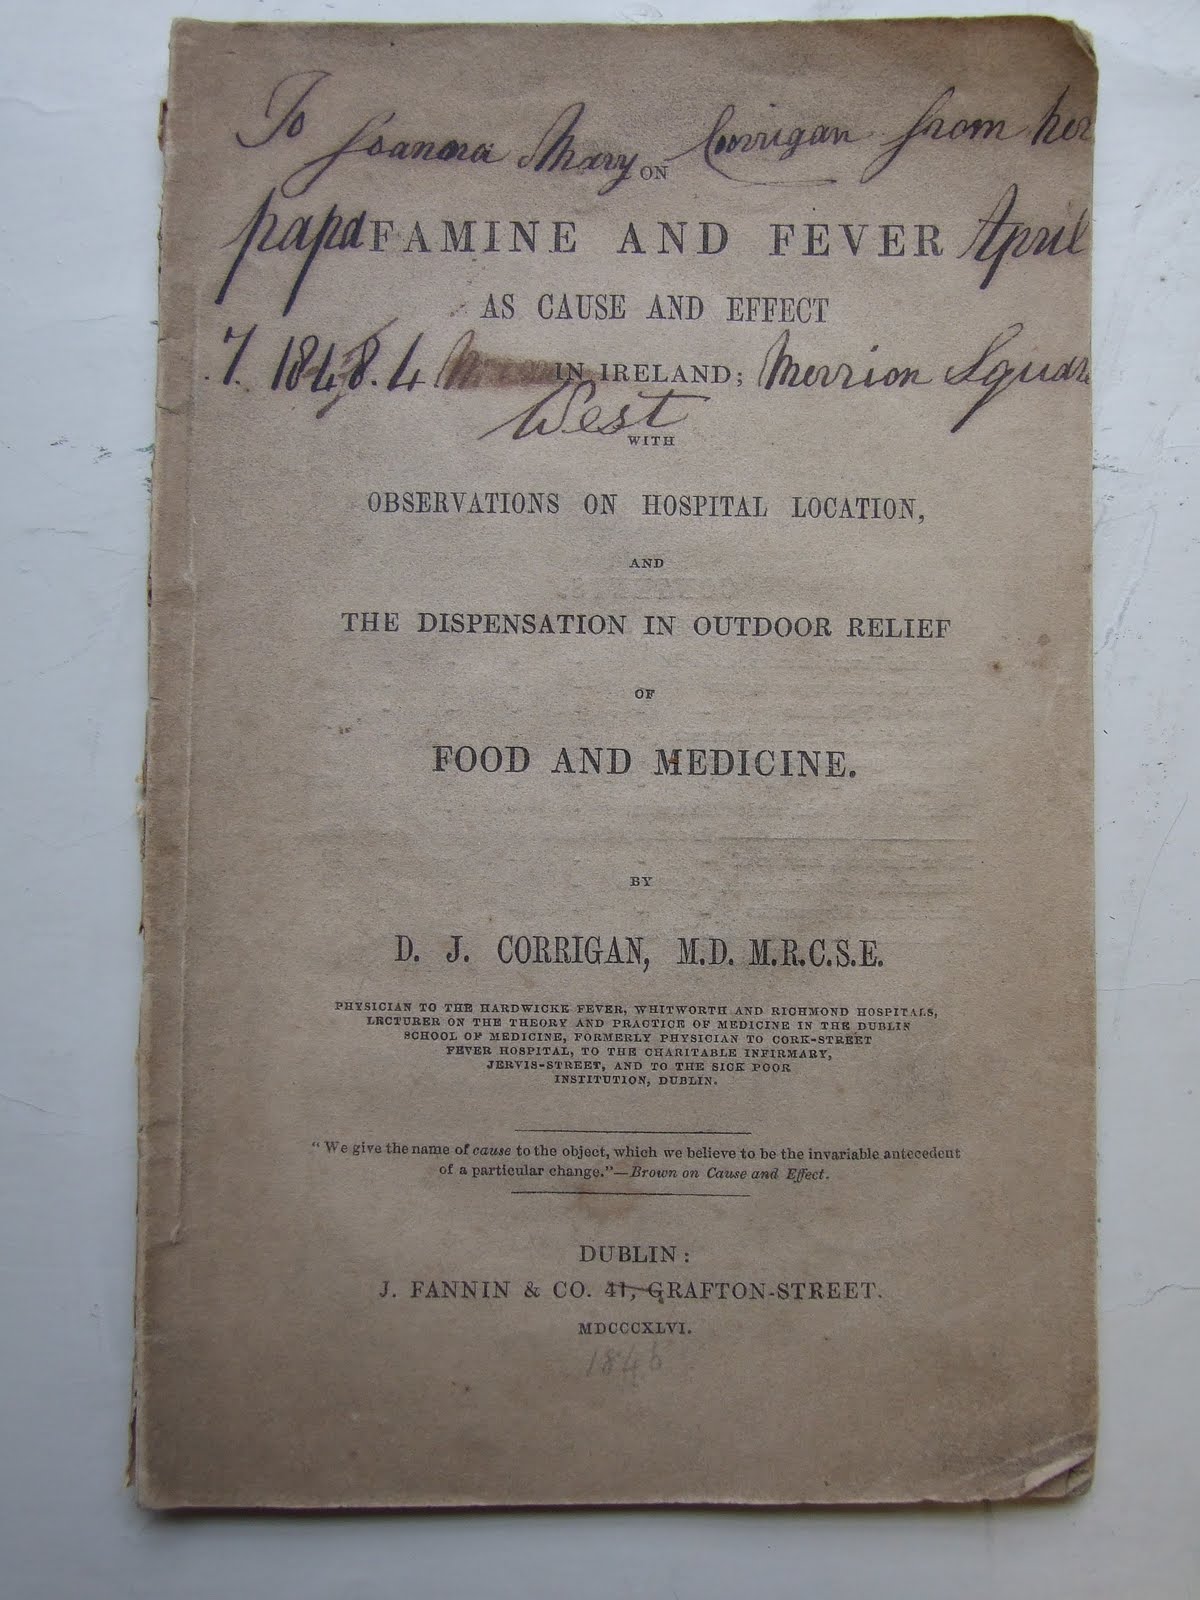 To Joanna Mary Corrigan from her
ON
papa FAMINE AND FEVER April
AS CAUSE AND EFFECT
7. 1848. 4 IN IRELAND; Merrion Square
West
WITH
OBSERVATIONS ON HOSPITAL LOCATION,
AND
THE DISPENSATION IN OUTDOOR RELIEF
OF
FOOD AND MEDICINE.
BY
D. J. CORRIGAN, M.D. M.R.C.S.E.
PHYSICIAN TO THE HARDWICKE FEVER, WHITWORTH AND RICHMOND HOSPITALS,
LECTURER ON THE THEORY AND PRACTICE OF MEDICINE IN THE DUBLIN
SCHOOL OF MEDICINE, FORMERLY PHYSICIAN TO CORK-STREET
FEVER HOSPITAL, TO THE CHARITABLE INFIRMARY,
JERVIS-STREET, AND TO THE SICK POOR
INSTITUTION, DUBLIN.
“We give the name of cause to the object, which we believe to be the invariable antecedent
of a particular change.”—Brown on Cause and Effect.
DUBLIN:
J. FANNIN & CO. 41, GRAFTON-STREET.
MDCCCXLVI.
1846